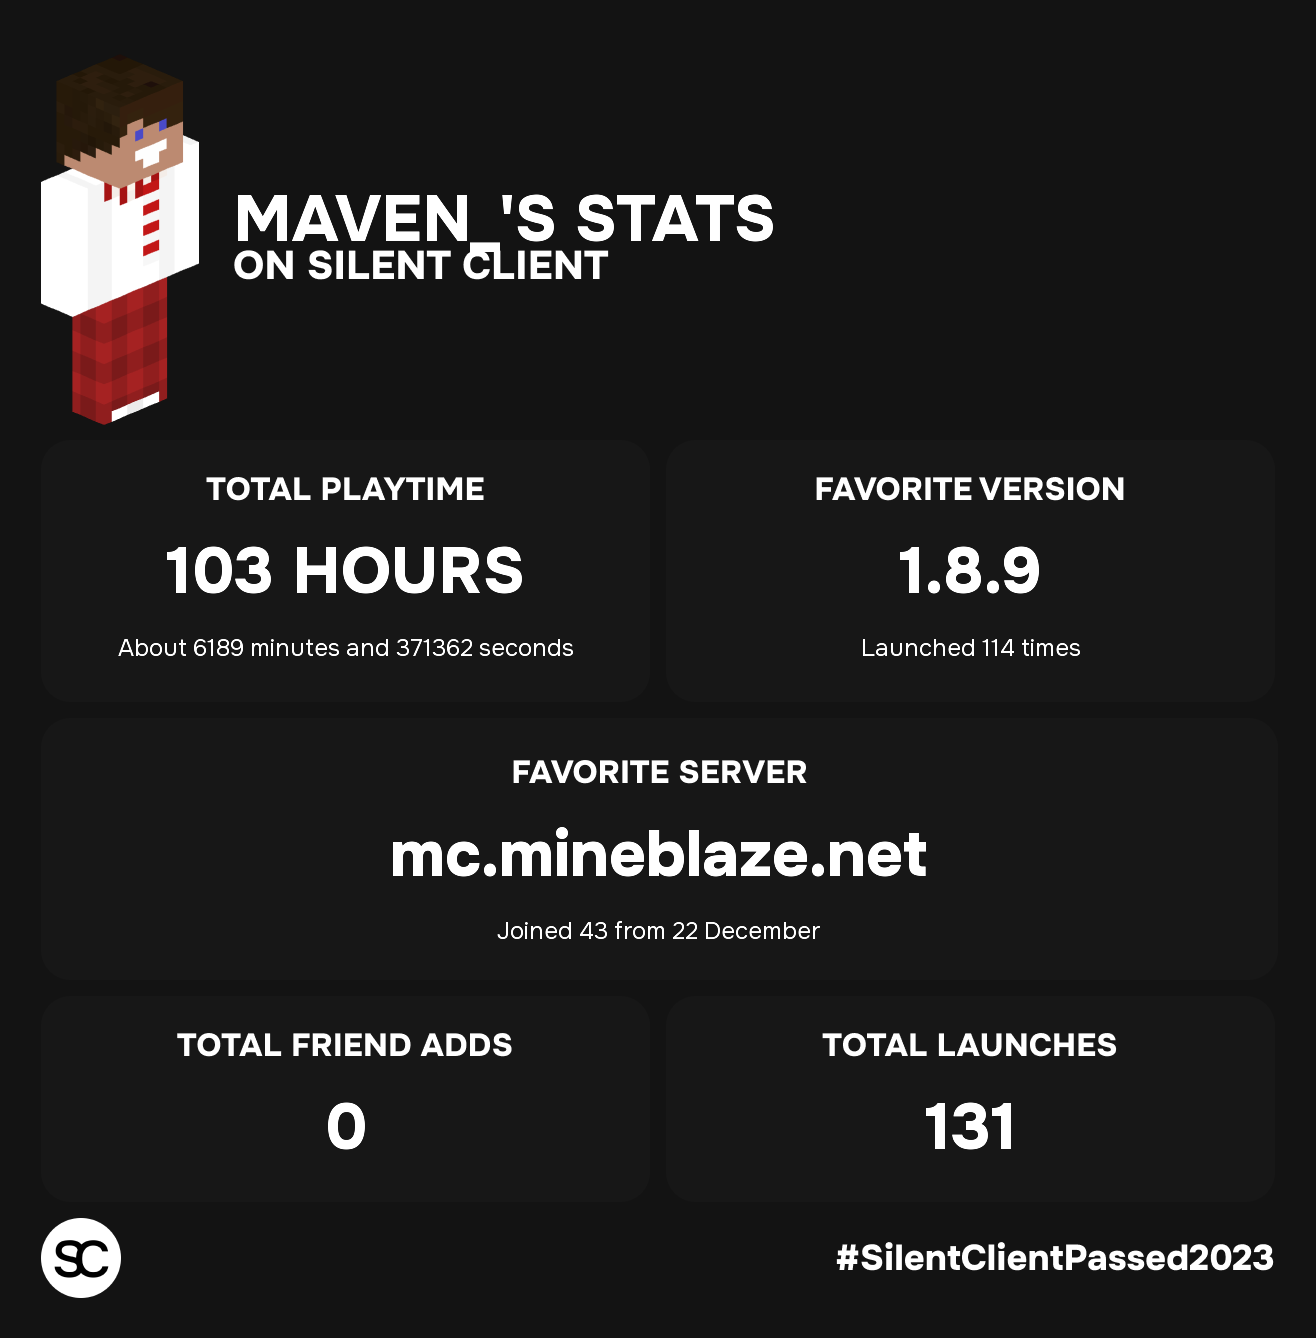 MAVEN_'S STATS
ON SILENT CLIENT
TOTAL PLAYTIME
103 HOURS
About 6189 minutes and 371362 seconds
FAVORITE VERSION
1.8.9
Launched 114 times
FAVORITE SERVER
mc.mineblaze.net
Joined 43 from 22 December
TOTAL FRIEND ADDS
0
TOTAL LAUNCHES
131
SC
#SilentClientPassed2023